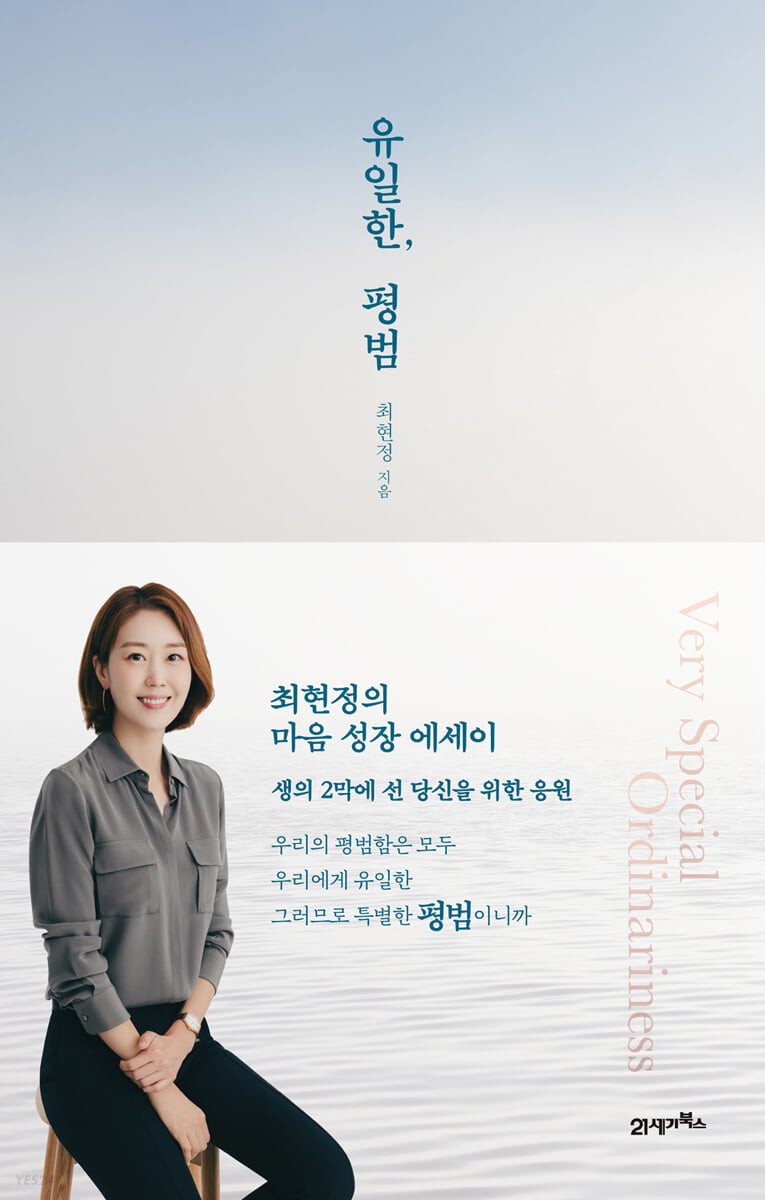 유일한, 평범
최현정 지음
최현정의
마음 성장 에세이
생의 2막에 선 당신을 위한 응원
우리의 평범함은 모두
우리에게 유일한
그러므로 특별한 평범이니까
Very Special
Ordinariness
21세기북스